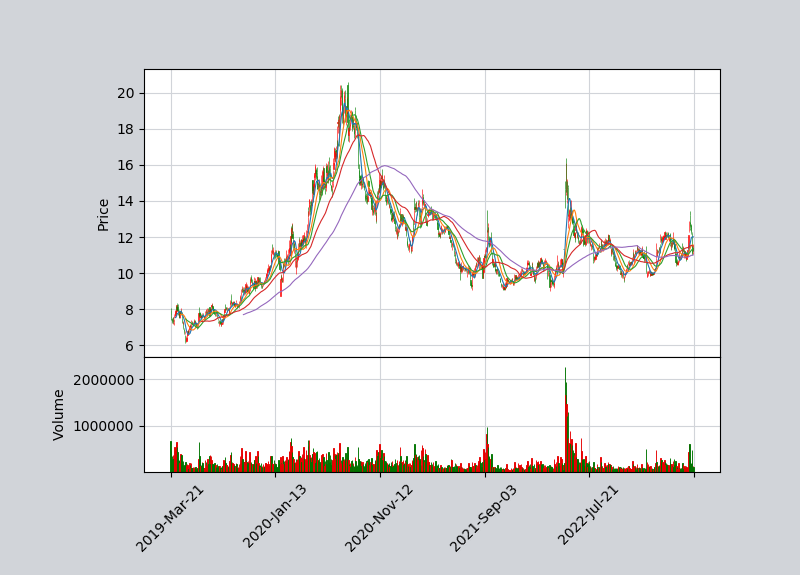 Price
20
18
16
14
12
10
8
6
Volume
2000000
1000000
2019-Mar-21
2020-Jan-13
2020-Nov-12
2021-Sep-03
2022-Jul-21